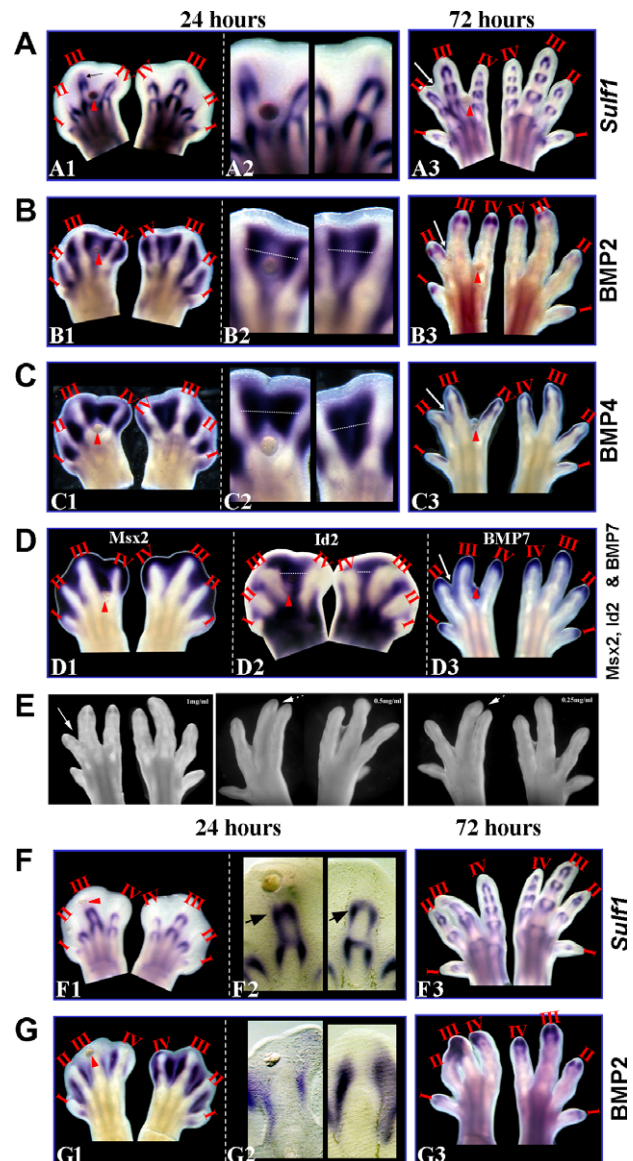 24 hours 72 hours
A III IV IV III III IV IV III
II II II II
I I I I
A1 A2 A3
Sulf1
B III IV IV III III IV IV III
II II II II
I I I I
B1 B2 B3
BMP2
C III IV IV III III IV IV III
II II II II
I I I I
C1 C2 C3
BMP4
D Msx2 Id2 BMP7
III IV IV III III IV IV III III IV IV III
II II II II II II
I I I I I I
D1 D2 D3
Msx2, Id2 & BMP7
E 1mg/ml 0.5mg/ml 0.25mg/ml
24 hours 72 hours
F III IV IV III III IV IV III
II II II II
I I I I
F1 F2 F3
Sulf1
G III IV IV III III IV IV III
II II II II
I I I I
G1 G2 G3
BMP2